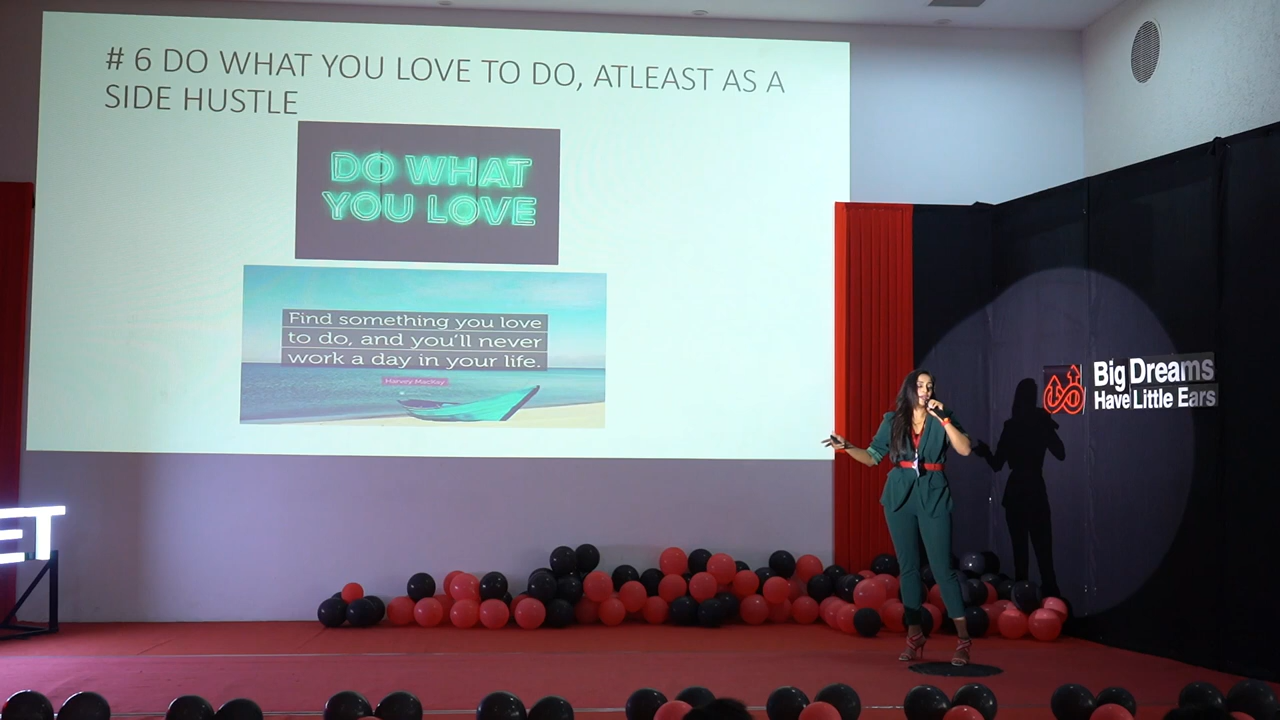 # 6 DO WHAT YOU LOVE TO DO, ATLEAST AS A
SIDE HUSTLE
DO WHAT
YOU LOVE
Find something you love
to do, and you'll never
work a day in your life.
Harvey MacKay
Big Dreams
Have Little Ears
ET